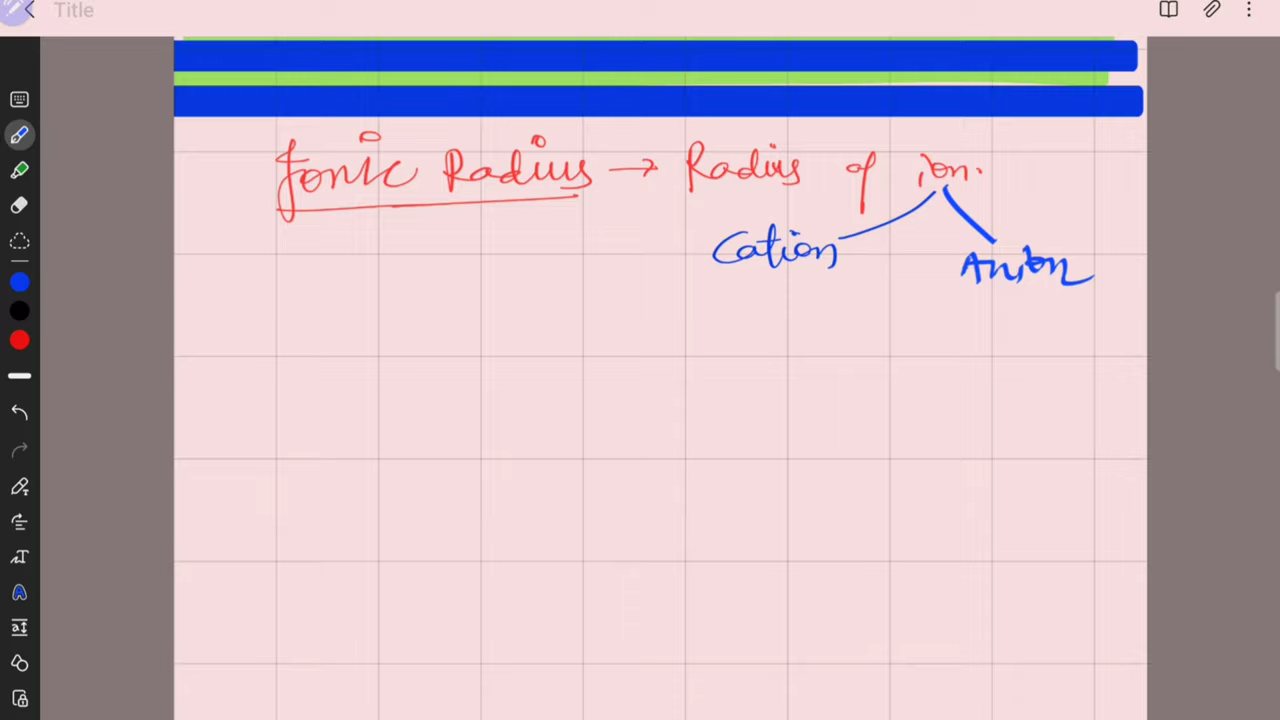 Title
Ionic Radius → Radius of ion.
Cation
Anion